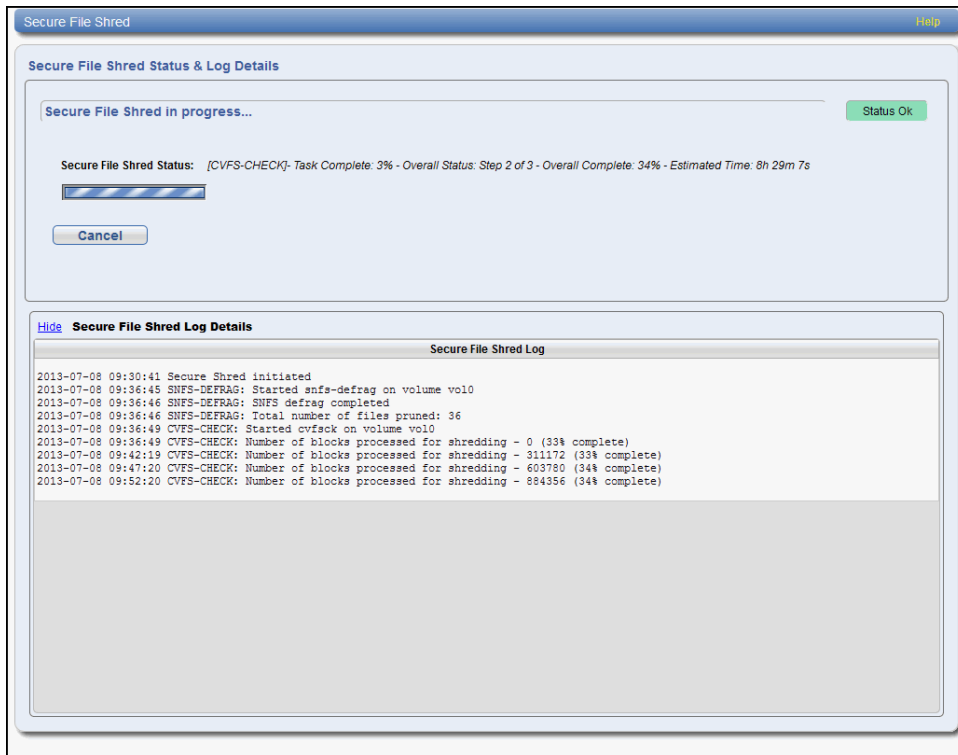 Secure File Shred Help
Secure File Shred Status & Log Details
Secure File Shred in progress... Status Ok
Secure File Shred Status: [CVFS-CHECK]- Task Complete: 3% - Overall Status: Step 2 of 3 - Overall Complete: 34% - Estimated Time: 8h 29m 7s
Cancel
Hide Secure File Shred Log Details
Secure File Shred Log
2013-07-08 09:30:41 Secure Shred initiated
2013-07-08 09:36:45 SNFS-DEFRAG: Started snfs-defrag on volume vol0
2013-07-08 09:36:46 SNFS-DEFRAG: SNFS defrag completed
2013-07-08 09:36:46 SNFS-DEFRAG: Total number of files pruned: 36
2013-07-08 09:36:49 CVFS-CHECK: Started cvfsck on volume vol0
2013-07-08 09:36:49 CVFS-CHECK: Number of blocks processed for shredding - 0 (33% complete)
2013-07-08 09:42:19 CVFS-CHECK: Number of blocks processed for shredding - 311172 (33% complete)
2013-07-08 09:47:20 CVFS-CHECK: Number of blocks processed for shredding - 603780 (34% complete)
2013-07-08 09:52:20 CVFS-CHECK: Number of blocks processed for shredding - 884356 (34% complete)